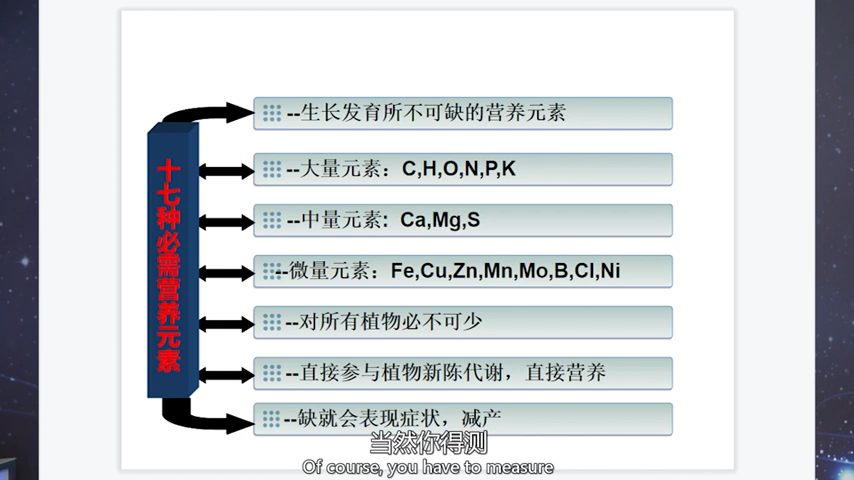 十七种必需营养元素
--生长发育所不可缺的营养元素
--大量元素：C,H,O,N,P,K
--中量元素：Ca,Mg,S
--微量元素：Fe,Cu,Zn,Mn,Mo,B,Cl,Ni
--对所有植物必不可少
--直接参与植物新陈代谢，直接营养
--缺就会表现症状，减产
当然你得测
Of course, you have to measure